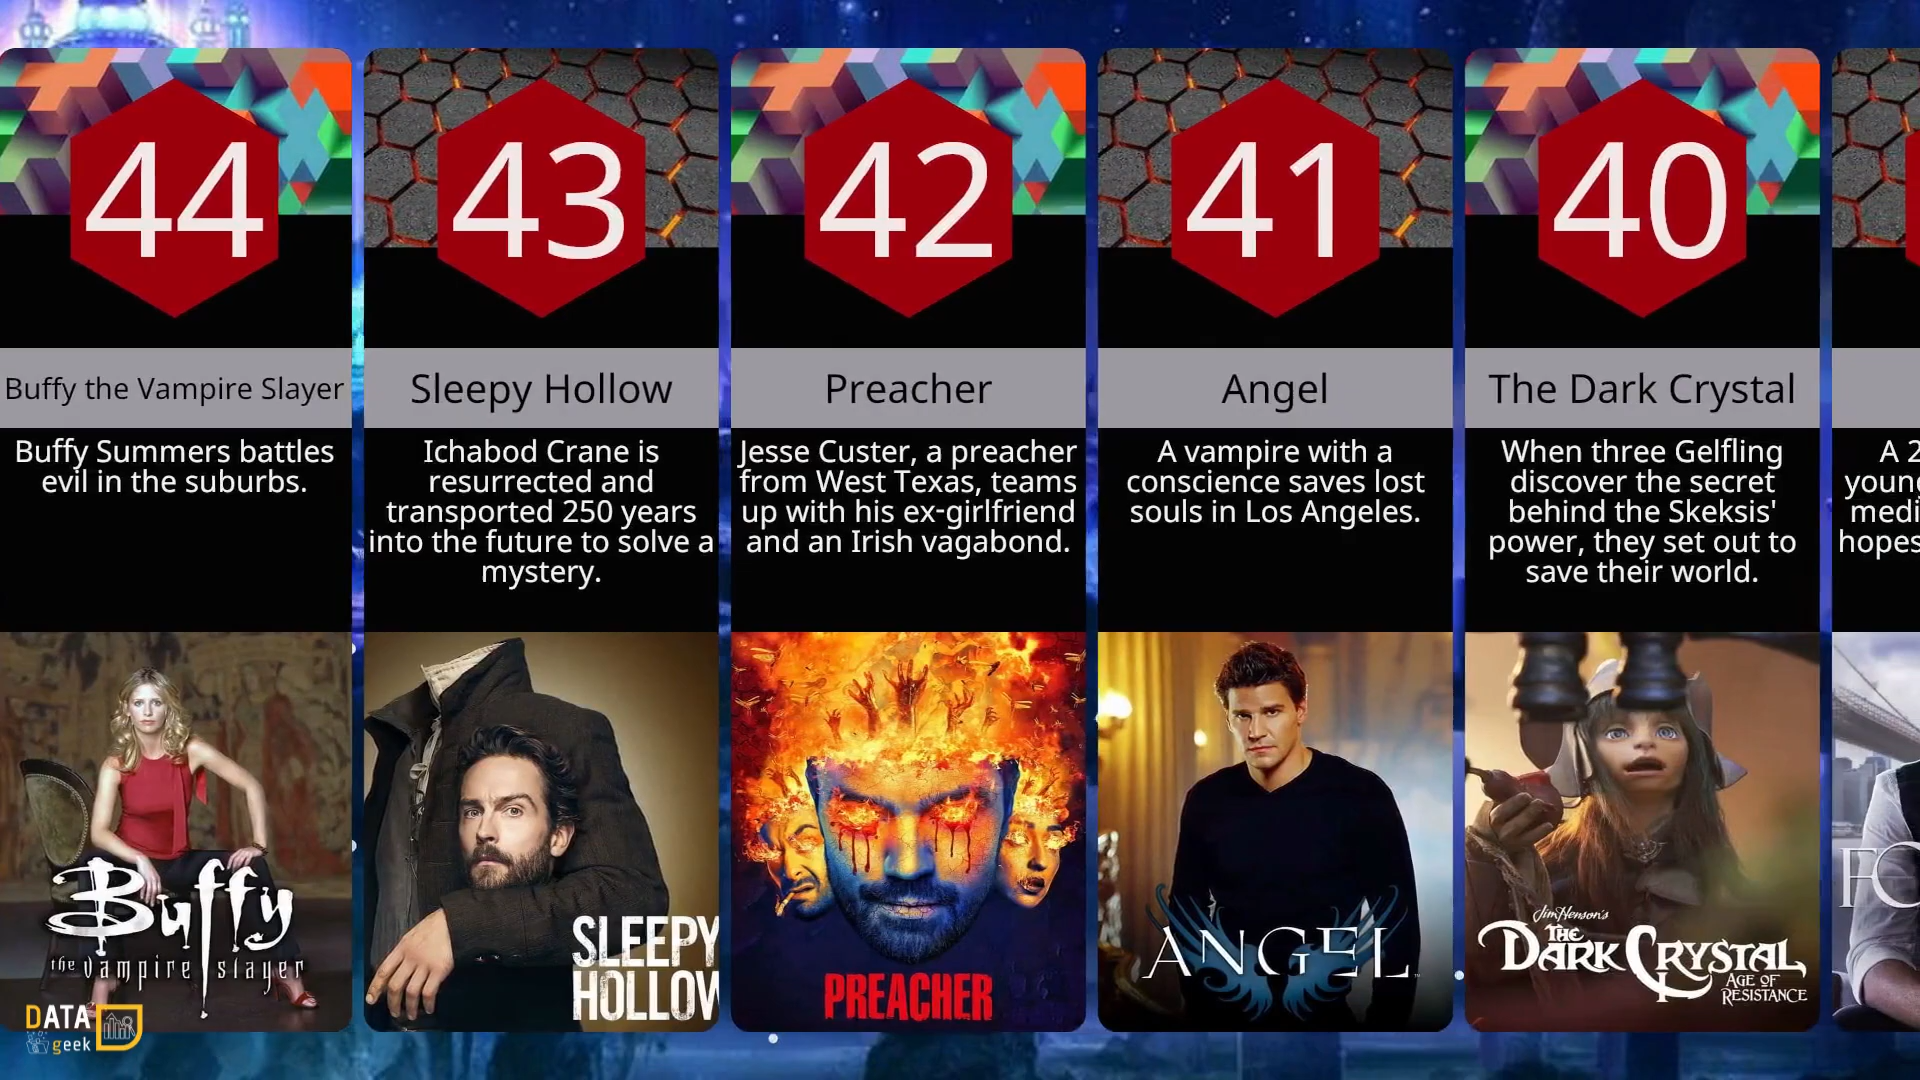 44
Buffy the Vampire Slayer
Buffy Summers battles
evil in the suburbs.
Buffy
the vampire slayer
43
Sleepy Hollow
Ichabod Crane is
resurrected and
transported 250 years
into the future to solve a
mystery.
SLEEPY
HOLLOW
42
Preacher
Jesse Custer, a preacher
from West Texas, teams
up with his ex-girlfriend
and an Irish vagabond.
PREACHER
41
Angel
A vampire with a
conscience saves lost
souls in Los Angeles.
ANGEL
40
The Dark Crystal
When three Gelfling
discover the secret
behind the Skeksis'
power, they set out to
save their world.
Jim Henson's
THE
DARK CRYSTAL
AGE OF
RESISTANCE
A 2
young
medi
hopes
FO
DATA
geek